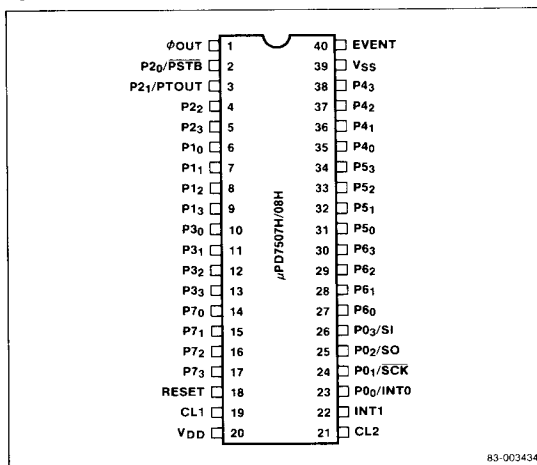 ϕOUT 1 40 EVENT
P2₀/P̅S̅T̅B̅ 2 39 VSS
P2₁/PTOUT 3 38 P4₃
P2₂ 4 37 P4₂
P2₃ 5 36 P4₁
P1₀ 6 35 P4₀
P1₁ 7 34 P5₃
P1₂ 8 33 P5₂
P1₃ 9 32 P5₁
P3₀ 10 31 P5₀
P3₁ 11 30 P6₃
P3₂ 12 29 P6₂
P3₃ 13 28 P6₁
P7₀ 14 27 P6₀
P7₁ 15 26 P0₃/SI
P7₂ 16 25 P0₂/SO
P7₃ 17 24 P0₁/S̅C̅K̅
RESET 18 23 P0₀/INT0
CL1 19 22 INT1
VDD 20 21 CL2
μPD7507H/08H
83-003434